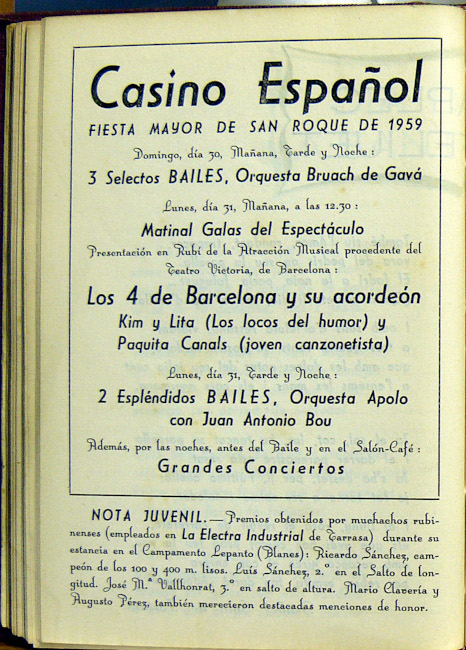 Casino Español
FIESTA MAYOR DE SAN ROQUE DE 1959
Domingo, día 30, Mañana, Tarde y Noche :
3 Selectos BAILES, Orquesta Bruach de Gavá
Lunes, día 31, Mañana, a las 12.30 :
Matinal Galas del Espectáculo
Presentación en Rubí de la Atracción Musical procedente del
Teatro Victoria, de Barcelona :
Los 4 de Barcelona y su acordeón
Kim y Lita (Los locos del humor) y
Paquita Canals (joven canzonetista)
Lunes, día 31, Tarde y Noche :
2 Espléndidos BAILES, Orquesta Apolo
con Juan Antonio Bou
Además, por las noches, antes del Baile y en el Salón-Café :
Grandes Conciertos
NOTA JUVENIL. — Premios obtenidos por muchachos rubi-
nenses (empleados en La Electra Industrial de Tarrasa) durante su
estancia en el Campamento Lepanto (Blanes): Ricardo Sánchez, cam-
peón de los 100 y 400 m. lisos. Luís Sánchez, 2.º en el Salto de lon-
gitud. José M.ª Vallhonrat, 3.º en salto de altura. Mario Clavería y
Augusto Pérez, también merecieron destacadas menciones de honor.